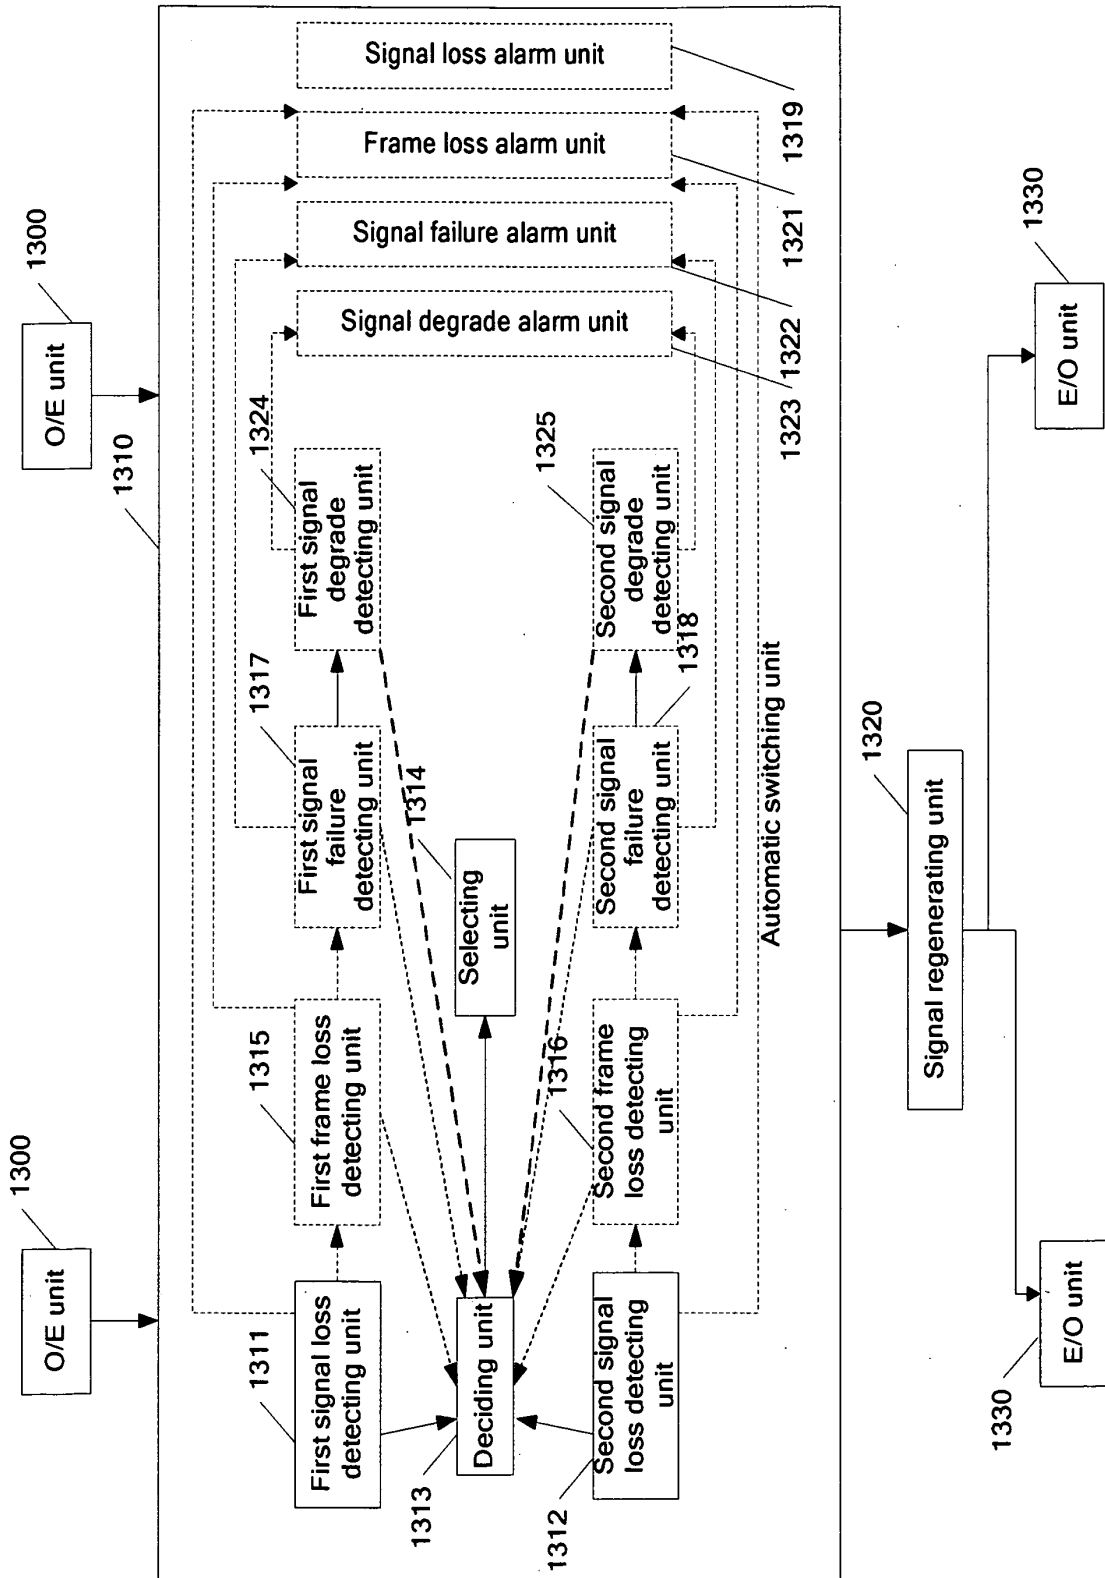 O/E unit
1300
O/E unit
1300
1310
First signal loss
detecting unit
1311
First frame loss
detecting unit
1315
First signal
failure
detecting unit
1317
First signal
degrade
detecting unit
1324
Deciding unit
1313
Selecting
unit
1314
Second signal
loss detecting
unit
1312
Second frame
loss detecting
unit
1316
Second signal
failure
detecting unit
1318
Second signal
degrade
detecting unit
1325
Signal degrade alarm unit
1323
Signal failure alarm unit
1322
Frame loss alarm unit
1321
Signal loss alarm unit
1319
Automatic switching unit
Signal regenerating unit
1320
E/O unit
1330
E/O unit
1330